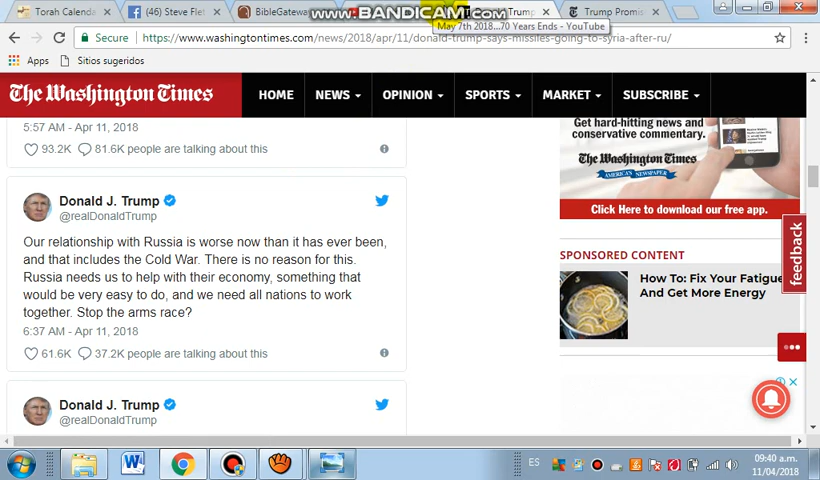 Torah Calenda
(46) Steve Flet
BibleGateway
www.BANDICAM.com
Trump
Trump Promis
May 7th 2018...70 Years Ends - YouTube
Secure
https://www.washingtontimes.com/news/2018/apr/11/donald-trump-says-missiles-going-to-syria-after-ru/
Apps
Sitios sugeridos
The Washington Times
HOME
NEWS
OPINION
SPORTS
MARKET
SUBSCRIBE
5:57 AM - Apr 11, 2018
93.2K
81.6K people are talking about this
Donald J. Trump
@realDonaldTrump
Our relationship with Russia is worse now than it has ever been,
and that includes the Cold War. There is no reason for this.
Russia needs us to help with their economy, something that
would be very easy to do, and we need all nations to work
together. Stop the arms race?
6:37 AM - Apr 11, 2018
61.6K
37.2K people are talking about this
Donald J. Trump
@realDonaldTrump
Get hard-hitting news and
conservative commentary.
The Washington Times
AMERICA'S NEWSPAPER
Click Here to download our free app.
feedback
SPONSORED CONTENT
How To: Fix Your Fatigue
And Get More Energy
ES
09:40 a.m.
11/04/2018